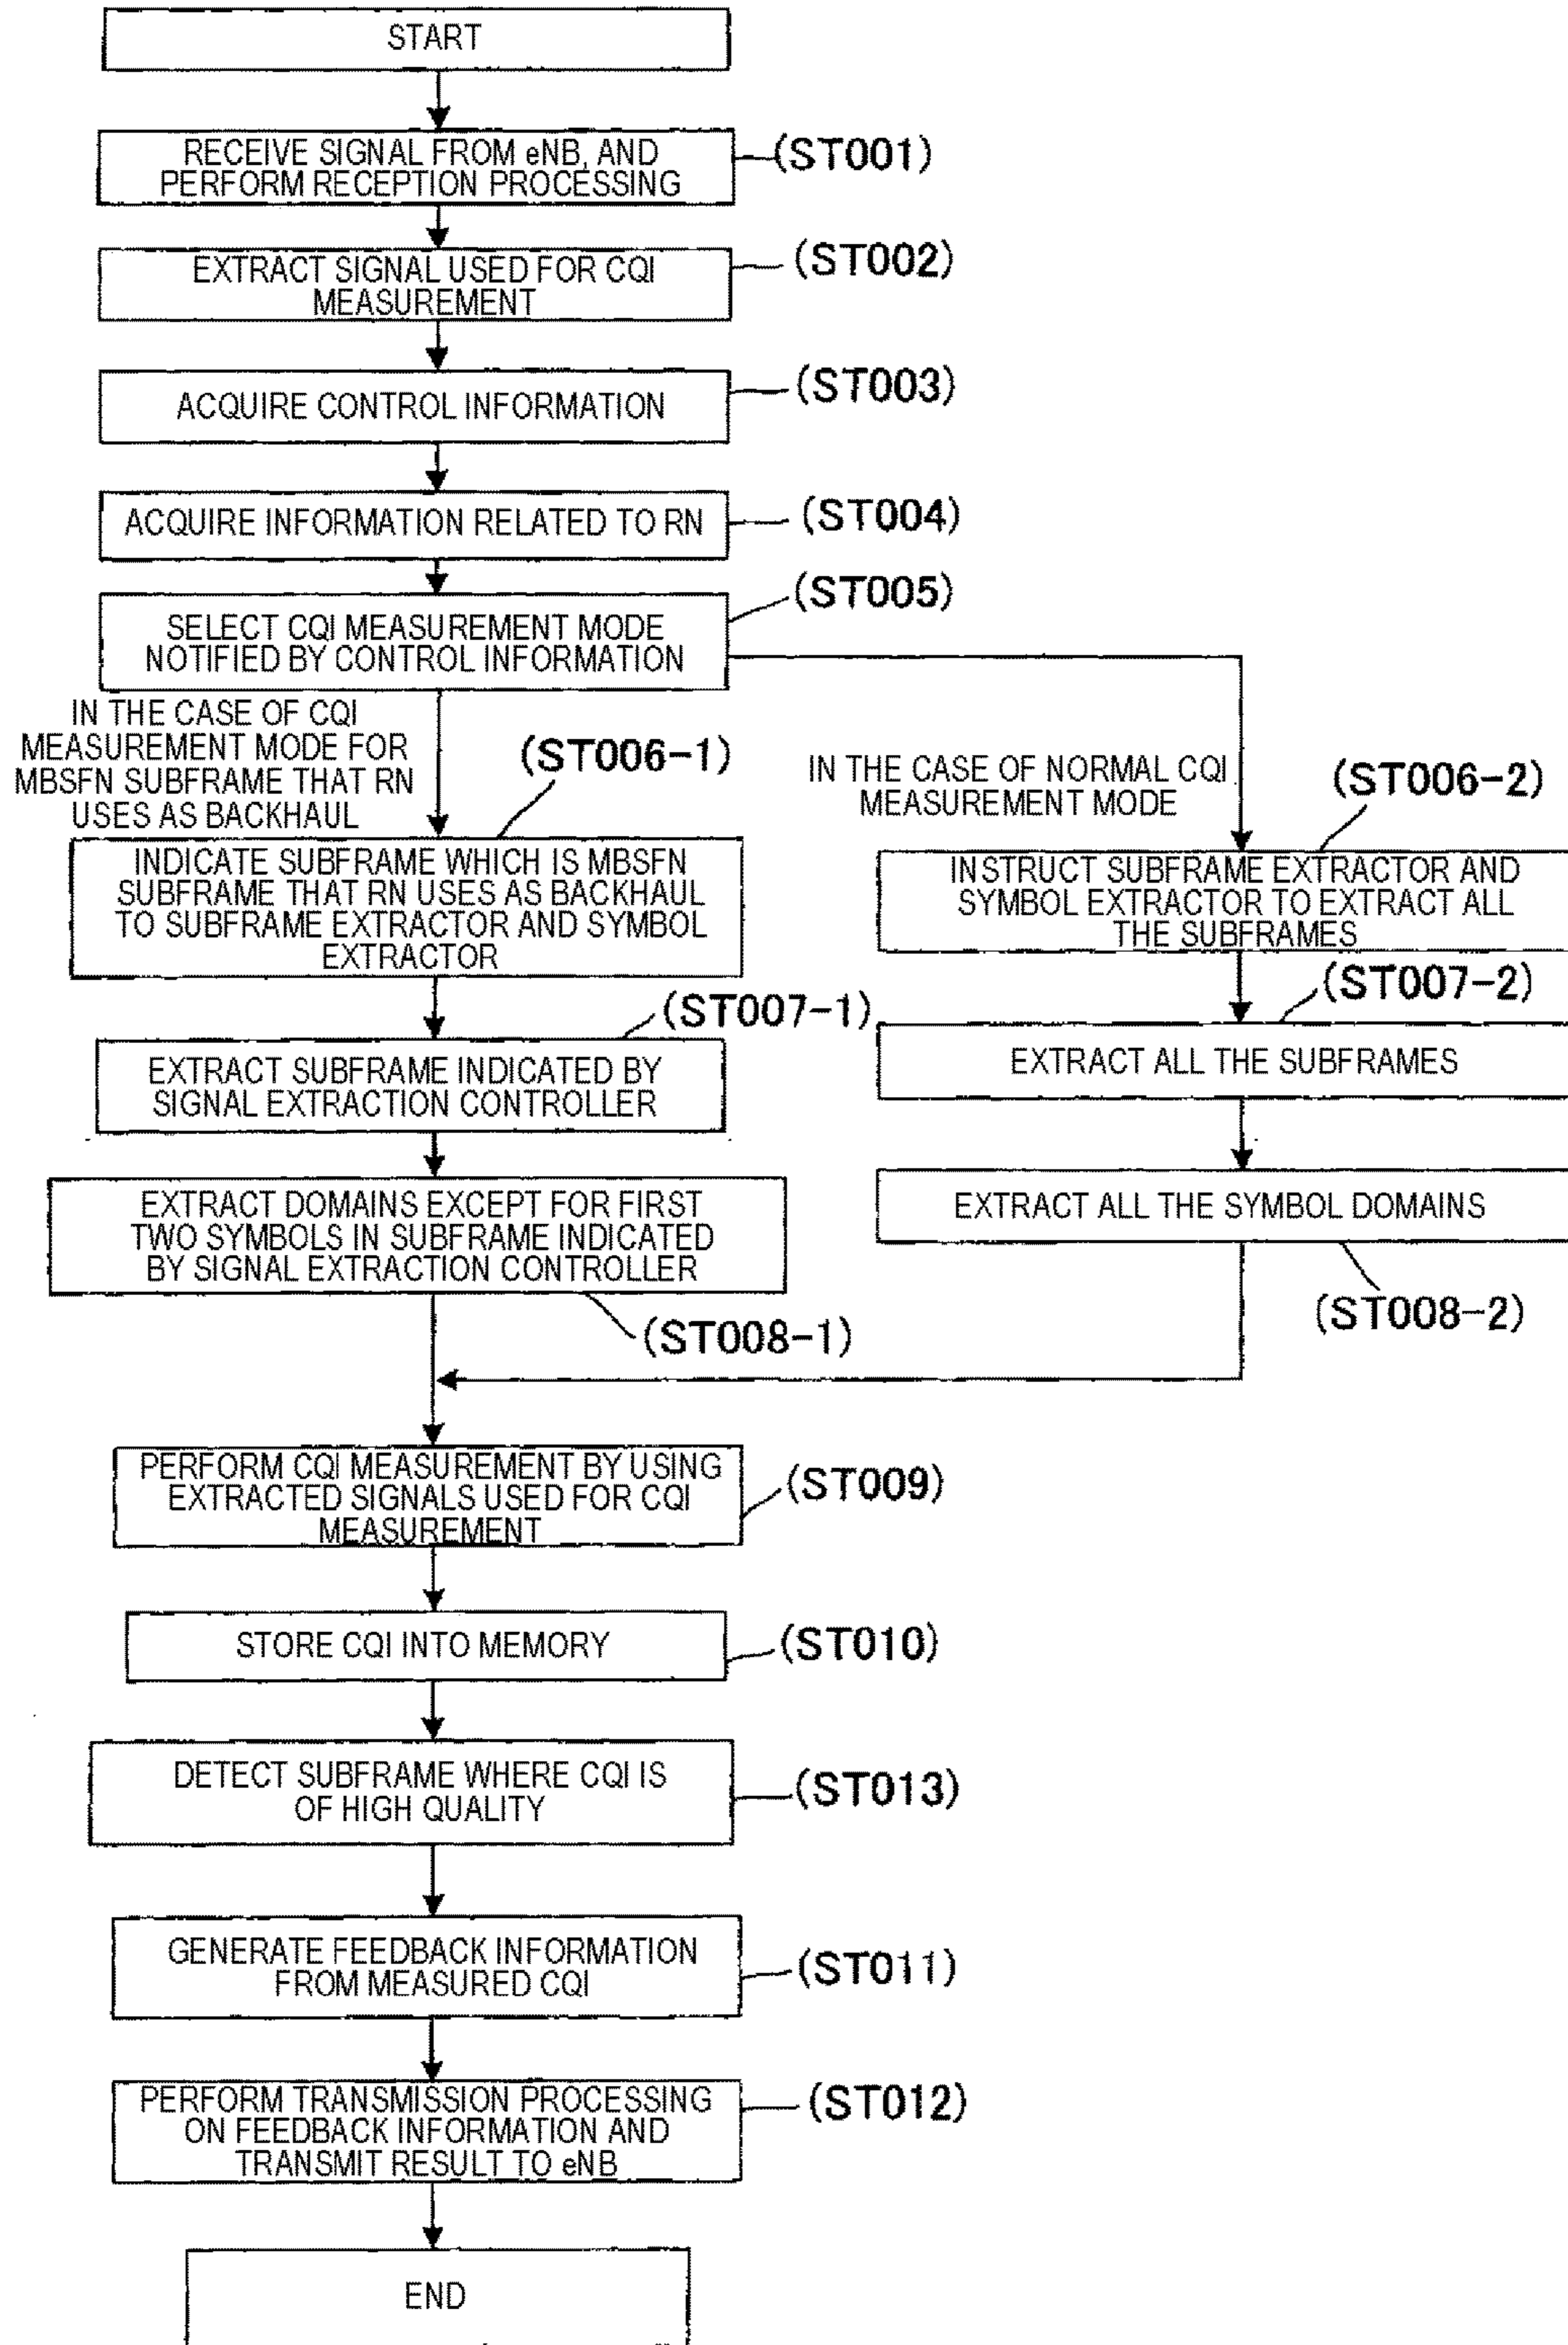 START
RECEIVE SIGNAL FROM eNB, AND
PERFORM RECEPTION PROCESSING
(ST001)
EXTRACT SIGNAL USED FOR CQI
MEASUREMENT
(ST002)
ACQUIRE CONTROL INFORMATION
(ST003)
ACQUIRE INFORMATION RELATED TO RN
(ST004)
SELECT CQI MEASUREMENT MODE
NOTIFIED BY CONTROL INFORMATION
(ST005)
IN THE CASE OF CQI
MEASUREMENT MODE FOR
MBSFN SUBFRAME THAT RN
USES AS BACKHAUL
(ST006-1)
INDICATE SUBFRAME WHICH IS MBSFN
SUBFRAME THAT RN USES AS BACKHAUL
TO SUBFRAME EXTRACTOR AND SYMBOL
EXTRACTOR
(ST007-1)
EXTRACT SUBFRAME INDICATED BY
SIGNAL EXTRACTION CONTROLLER
EXTRACT DOMAINS EXCEPT FOR FIRST
TWO SYMBOLS IN SUBFRAME INDICATED
BY SIGNAL EXTRACTION CONTROLLER
(ST008-1)
IN THE CASE OF NORMAL CQI
MEASUREMENT MODE
(ST006-2)
INSTRUCT SUBFRAME EXTRACTOR AND
SYMBOL EXTRACTOR TO EXTRACT ALL
THE SUBFRAMES
(ST007-2)
EXTRACT ALL THE SUBFRAMES
EXTRACT ALL THE SYMBOL DOMAINS
(ST008-2)
PERFORM CQI MEASUREMENT BY USING
EXTRACTED SIGNALS USED FOR CQI
MEASUREMENT
(ST009)
STORE CQI INTO MEMORY
(ST010)
DETECT SUBFRAME WHERE CQI IS
OF HIGH QUALITY
(ST013)
GENERATE FEEDBACK INFORMATION
FROM MEASURED CQI
(ST011)
PERFORM TRANSMISSION PROCESSING
ON FEEDBACK INFORMATION AND
TRANSMIT RESULT TO eNB
(ST012)
END